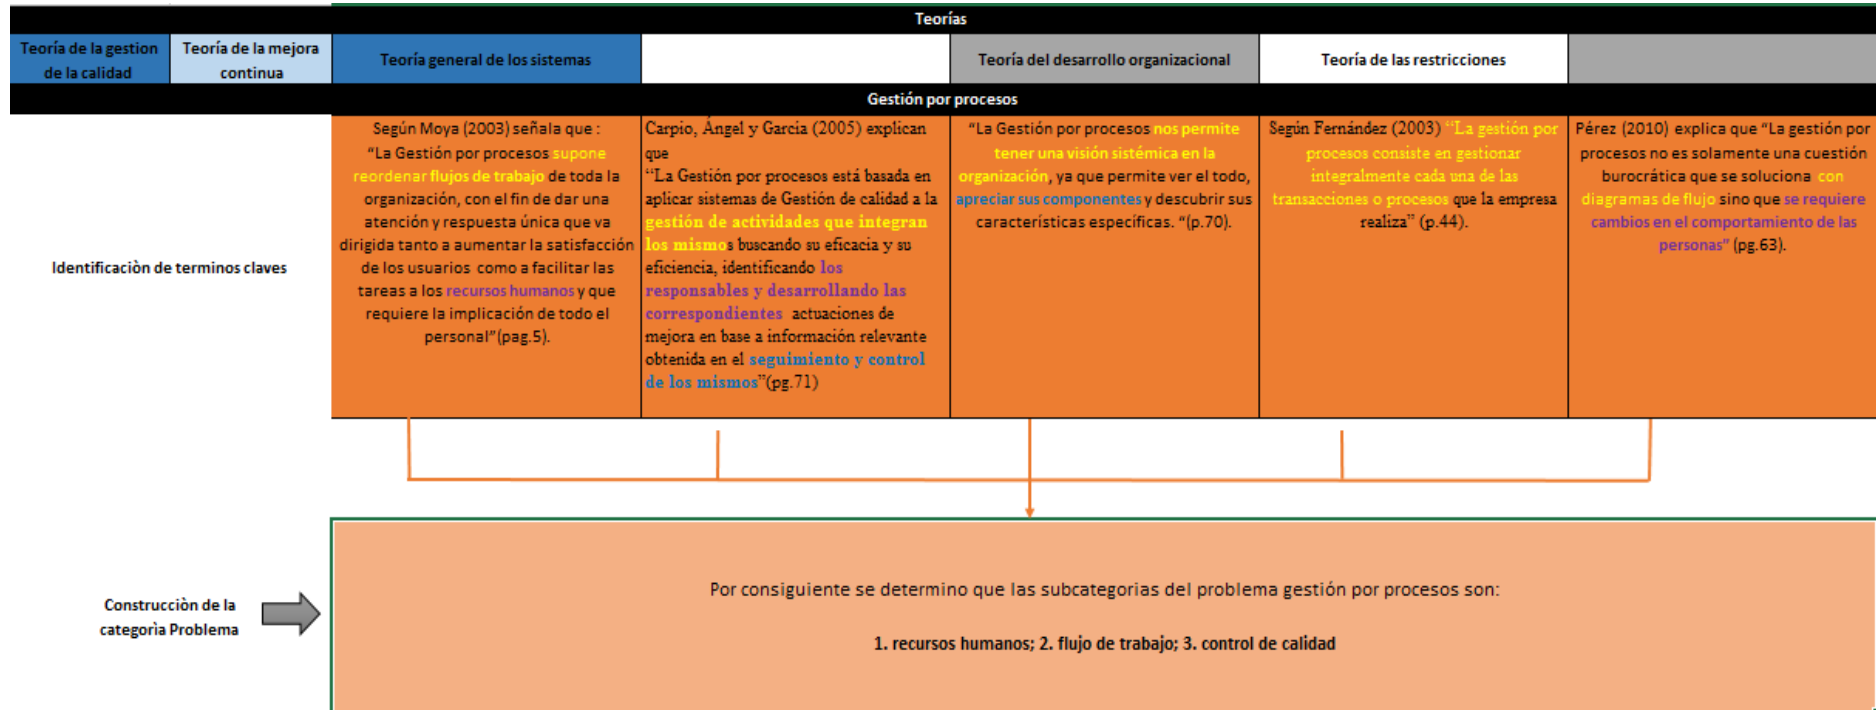 Teorías
Teoría de la gestion
de la calidad
Teoría de la mejora
continua
Teoría general de los sistemas
Teoría del desarrollo organizacional
Teoría de las restricciones
Gestión por procesos
Identificaciòn de terminos claves
Según Moya (2003) señala que :
“La Gestión por procesos supone
reordenar flujos de trabajo de toda la
organización, con el fin de dar una
atención y respuesta única que va
dirigida tanto a aumentar la satisfacción
de los usuarios como a facilitar las
tareas a los recursos humanos y que
requiere la implicación de todo el
personal”(pag.5).
Carpio, Ángel y García (2005) explican
que
“La Gestión por procesos está basada en
aplicar sistemas de Gestión de calidad a la
gestión de actividades que integran
los mismos buscando su eficacia y su
eficiencia, identificando los
responsables y desarrollando las
correspondientes actuaciones de
mejora en base a información relevante
obtenida en el seguimiento y control
de los mismos”(pg.71)
“La Gestión por procesos nos permite
tener una visión sistémica en la
organización, ya que permite ver el todo,
apreciar sus componentes y descubrir sus
características específicas. “(p.70).
Según Fernández (2003) “La gestión por
procesos consiste en gestionar
integralmente cada una de las
transacciones o procesos que la empresa
realiza” (p.44).
Pérez (2010) explica que “La gestión por
procesos no es solamente una cuestión
burocrática que se soluciona con
diagramas de flujo sino que se requiere
cambios en el comportamiento de las
personas” (pg.63).
Construcciòn de la
categorìa Problema
Por consiguiente se determino que las subcategorias del problema gestión por procesos son:
1. recursos humanos; 2. flujo de trabajo; 3. control de calidad